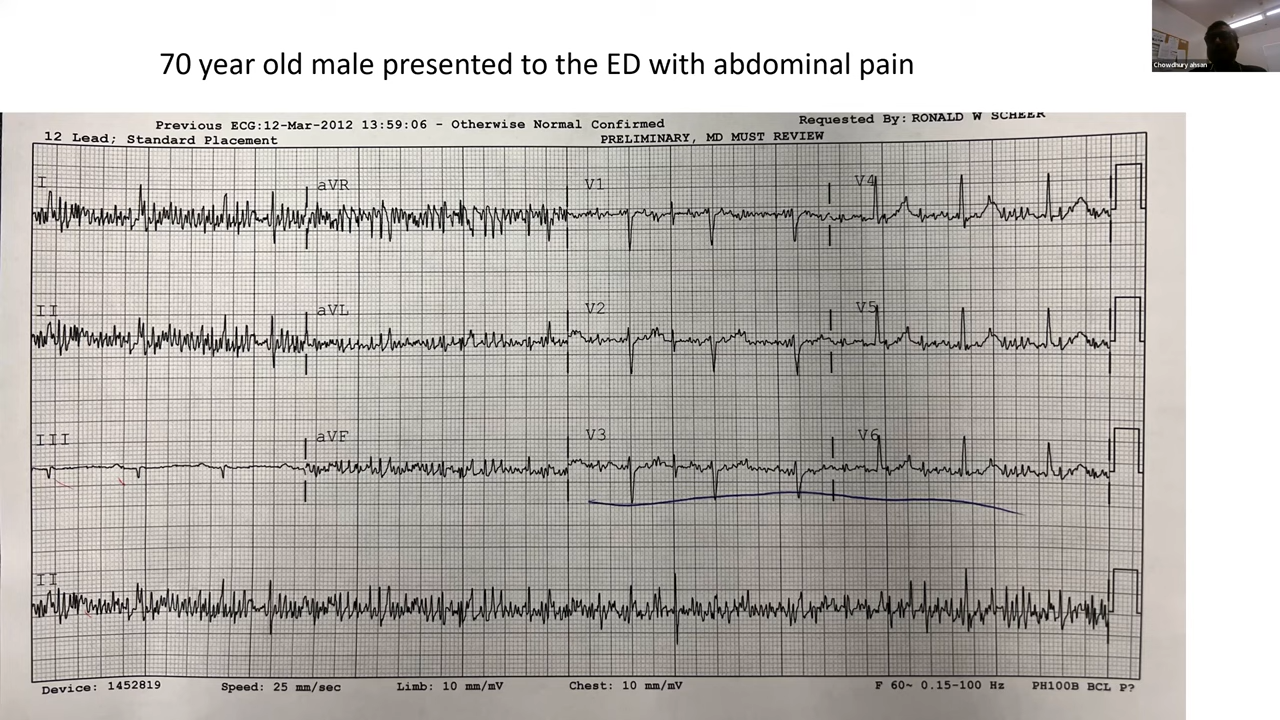 70 year old male presented to the ED with abdominal pain
Chowdhury ahsan
Previous ECG:12-Mar-2012 13:59:06 - Otherwise Normal Confirmed
Requested By: RONALD W SCHEER
12 Lead; Standard Placement
PRELIMINARY, MD MUST REVIEW
I
aVR
V1
V4
II
aVL
V2
V5
III
aVF
V3
V6
II
Device: 1452819
Speed: 25 mm/sec
Limb: 10 mm/mV
Chest: 10 mm/mV
F 60~ 0.15-100 Hz
PH100B BCL P?